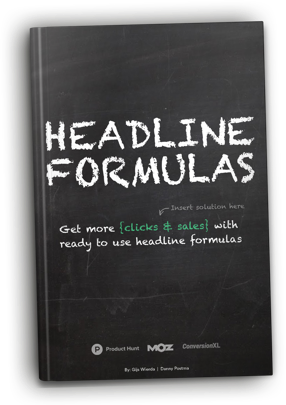 HEADLINE
FORMULAS
Insert solution here
Get more {clicks & sales} with
ready to use headline formulas
P Product Hunt MOZ ConversionXL
By: Gijs Wierda | Danny Postma